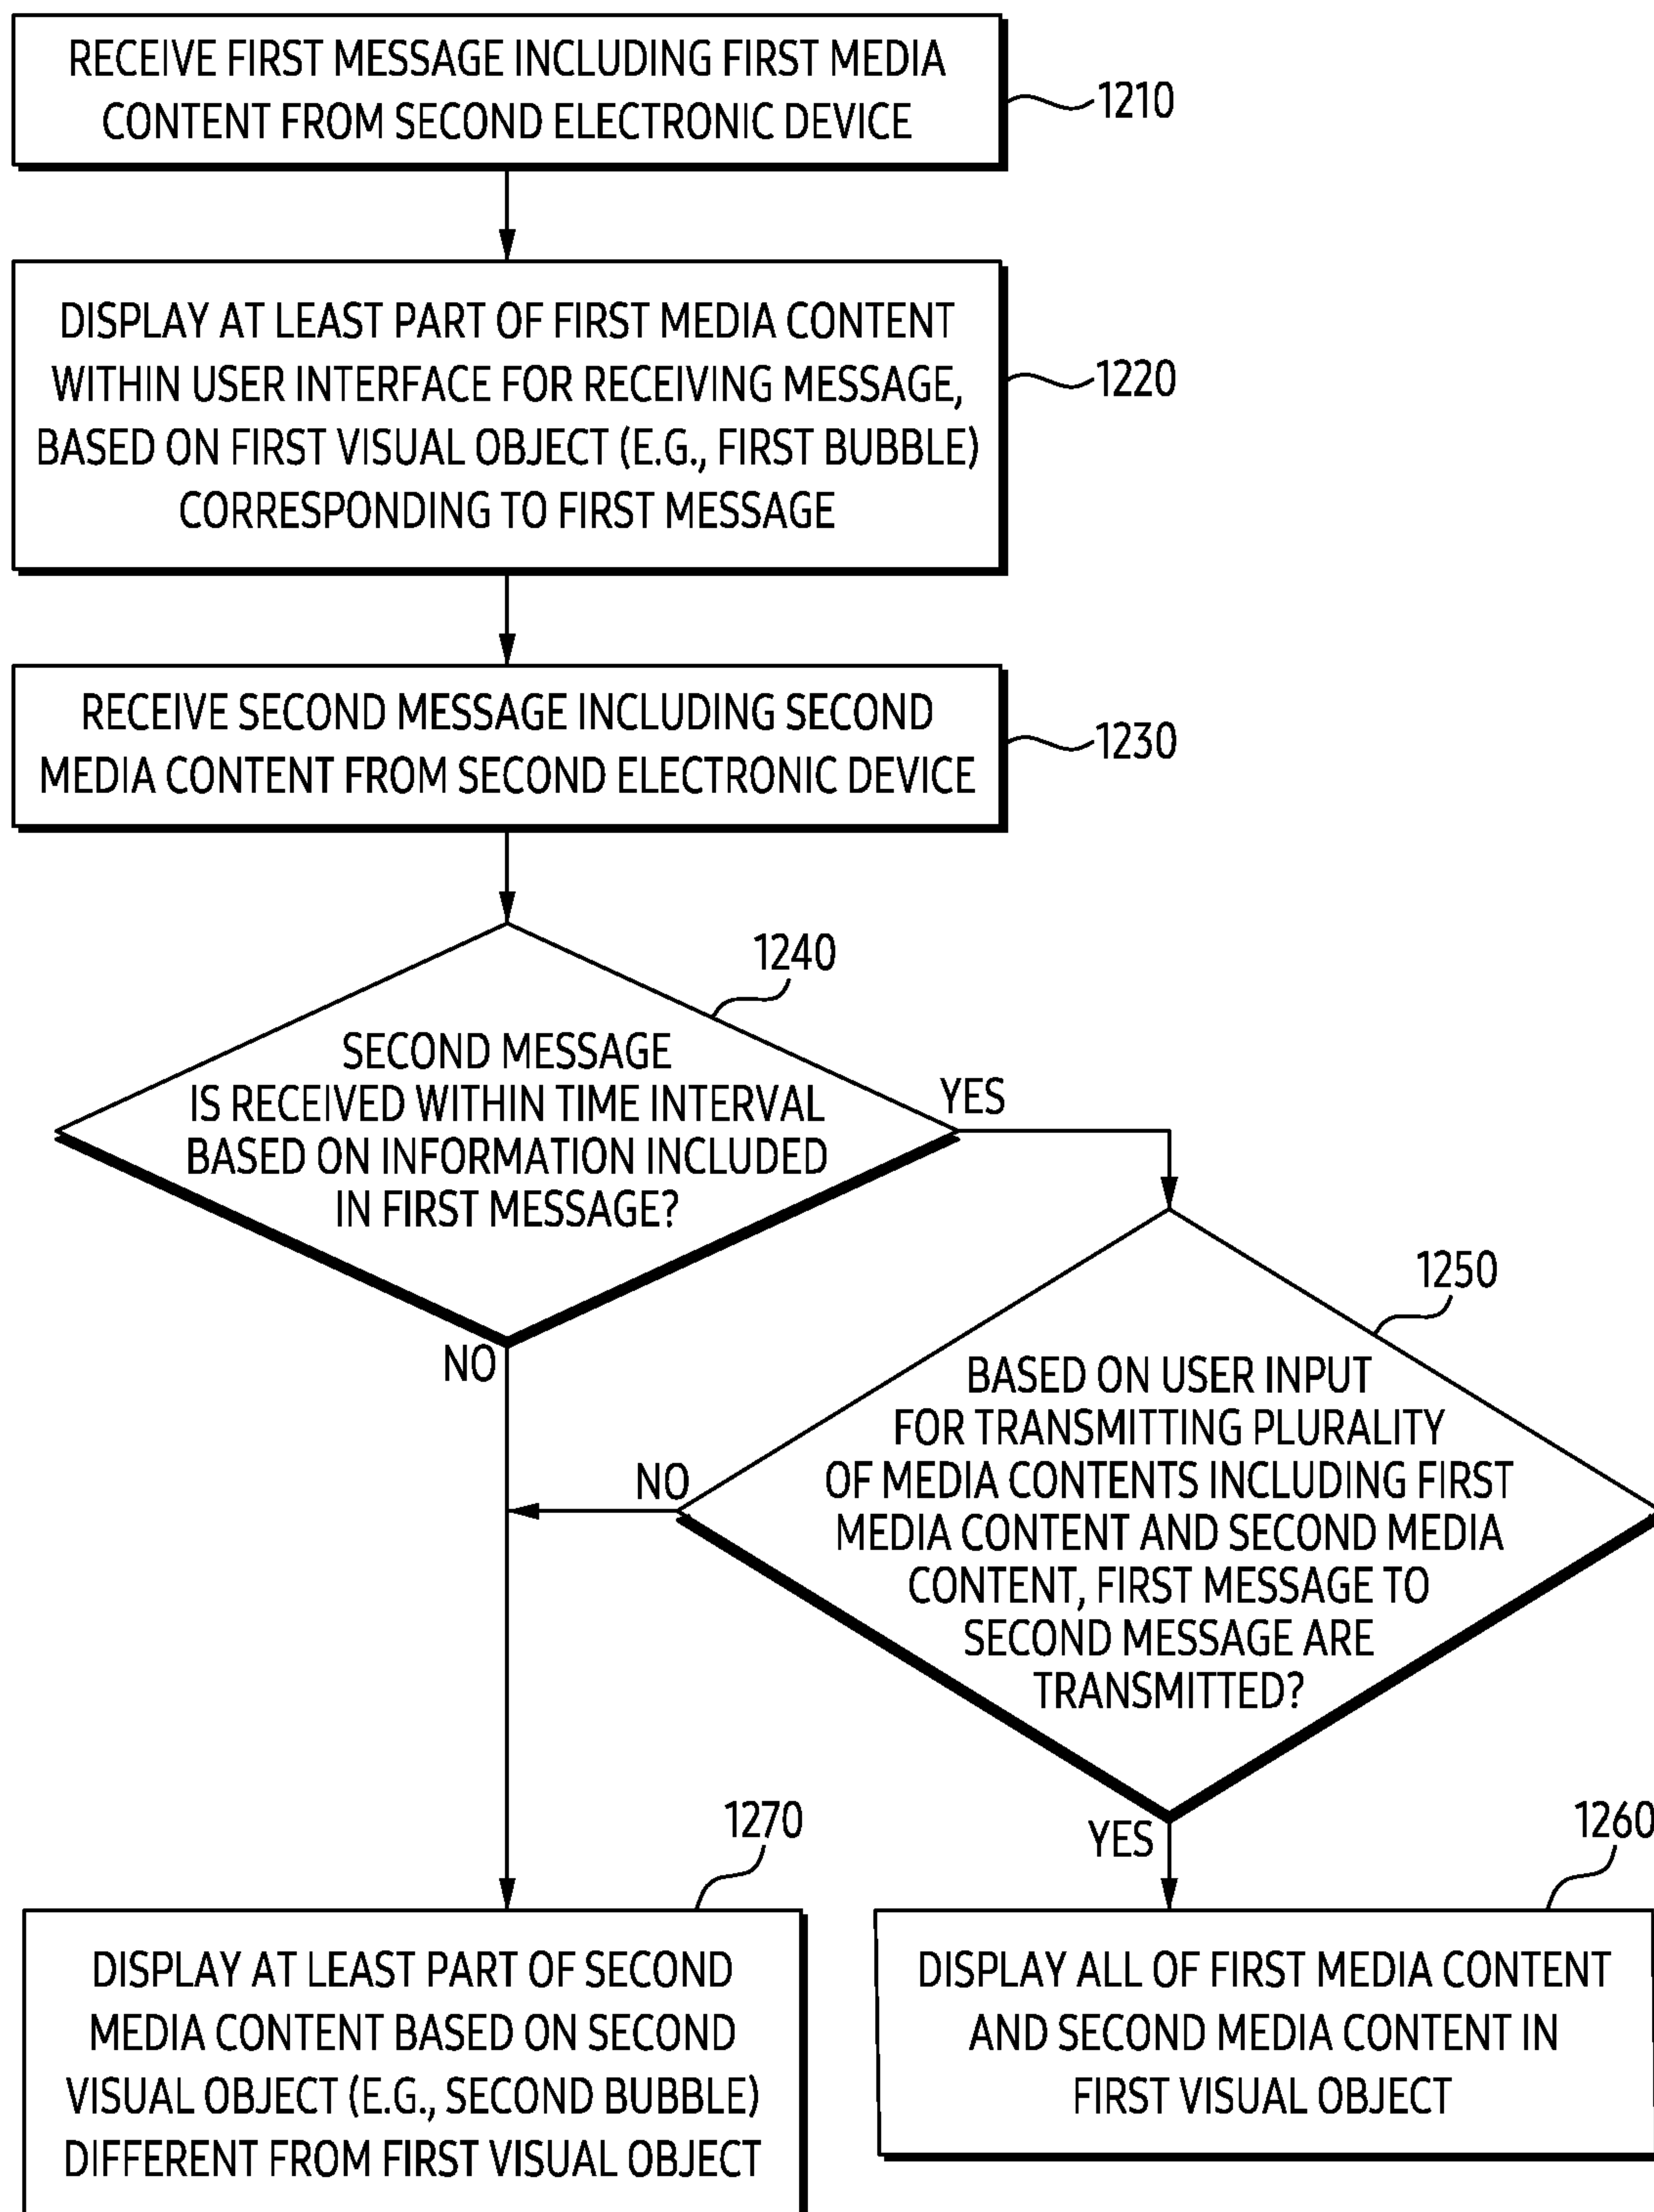 RECEIVE FIRST MESSAGE INCLUDING FIRST MEDIA
CONTENT FROM SECOND ELECTRONIC DEVICE
1210
DISPLAY AT LEAST PART OF FIRST MEDIA CONTENT
WITHIN USER INTERFACE FOR RECEIVING MESSAGE,
BASED ON FIRST VISUAL OBJECT (E.G., FIRST BUBBLE)
CORRESPONDING TO FIRST MESSAGE
1220
RECEIVE SECOND MESSAGE INCLUDING SECOND
MEDIA CONTENT FROM SECOND ELECTRONIC DEVICE
1230
1240
SECOND MESSAGE
IS RECEIVED WITHIN TIME INTERVAL
BASED ON INFORMATION INCLUDED
IN FIRST MESSAGE?
YES
NO
1250
BASED ON USER INPUT
FOR TRANSMITTING PLURALITY
OF MEDIA CONTENTS INCLUDING FIRST
MEDIA CONTENT AND SECOND MEDIA
CONTENT, FIRST MESSAGE TO
SECOND MESSAGE ARE
TRANSMITTED?
NO
YES
1270
DISPLAY AT LEAST PART OF SECOND
MEDIA CONTENT BASED ON SECOND
VISUAL OBJECT (E.G., SECOND BUBBLE)
DIFFERENT FROM FIRST VISUAL OBJECT
1260
DISPLAY ALL OF FIRST MEDIA CONTENT
AND SECOND MEDIA CONTENT IN
FIRST VISUAL OBJECT